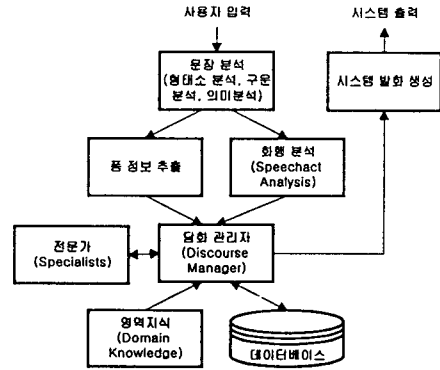 사용자 입력
시스템 출력
문장 분석
(형태소 분석, 구문
분석, 의미분석)
시스템 발화 생성
폼 정보 추출
화행 분석
(Speechact
Analysis)
전문가
(Specialists)
담화 관리자
(Discourse
Manager)
영역지식
(Domain
Knowledge)
데이터베이스